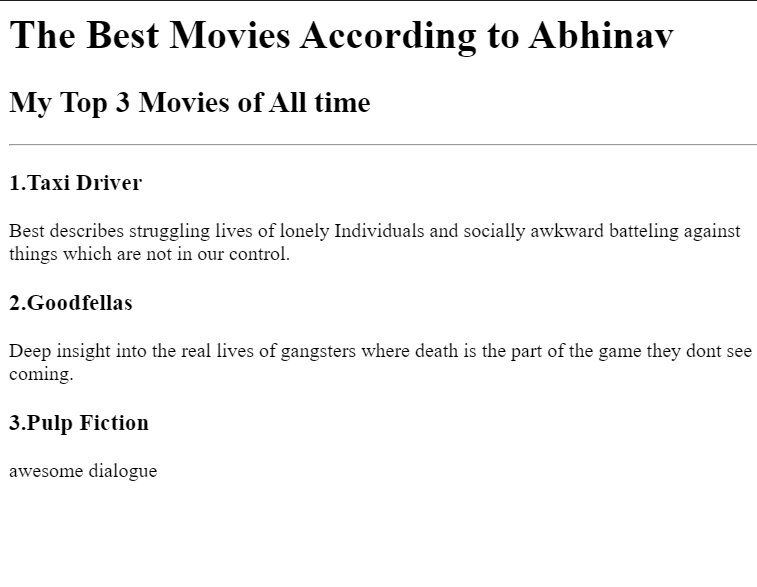 The Best Movies According to Abhinav
My Top 3 Movies of All time
1.Taxi Driver
Best describes struggling lives of lonely Individuals and socially awkward batteling against
things which are not in our control.
2.Goodfellas
Deep insight into the real lives of gangsters where death is the part of the game they dont see
coming.
3.Pulp Fiction
awesome dialogue